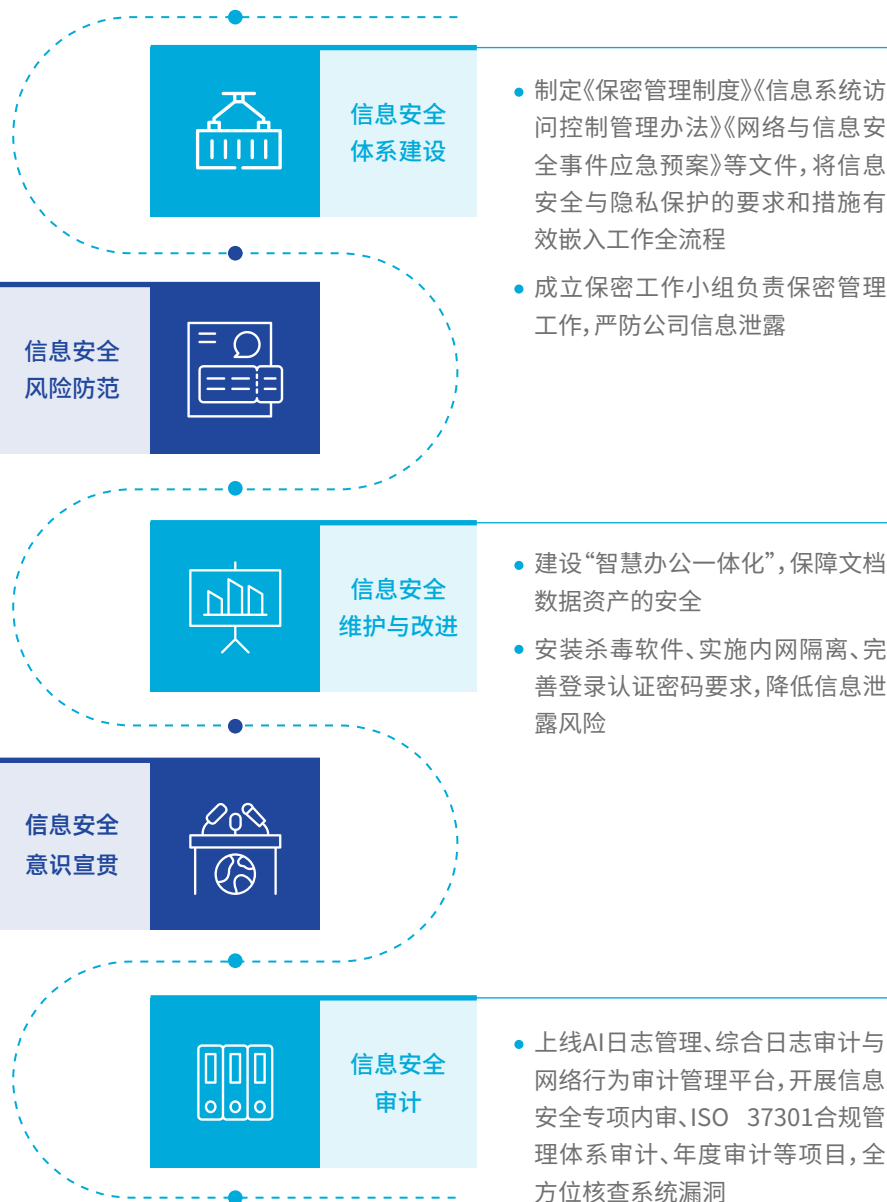 信息安全
体系建设
制定《保密管理制度》《信息系统访
问控制管理办法》《网络与信息安
全事件应急预案》等文件，将信息
安全与隐私保护的要求和措施有
效嵌入工作全流程
成立保密工作小组负责保密管理
工作，严防公司信息泄露
信息安全
风险防范
信息安全
维护与改进
建设“智慧办公一体化”，保障文档
数据资产的安全
安装杀毒软件、实施内网隔离、完
善登录认证密码要求，降低信息泄
露风险
信息安全
意识宣贯
信息安全
审计
上线AI日志管理、综合日志审计与
网络行为审计管理平台，开展信息
安全专项内审、ISO 37301合规管
理体系审计、年度审计等项目，全
方位核查系统漏洞